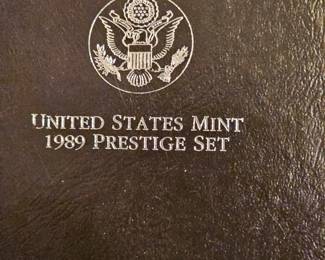 UNITED STATES MINT
1989 PRESTIGE SET